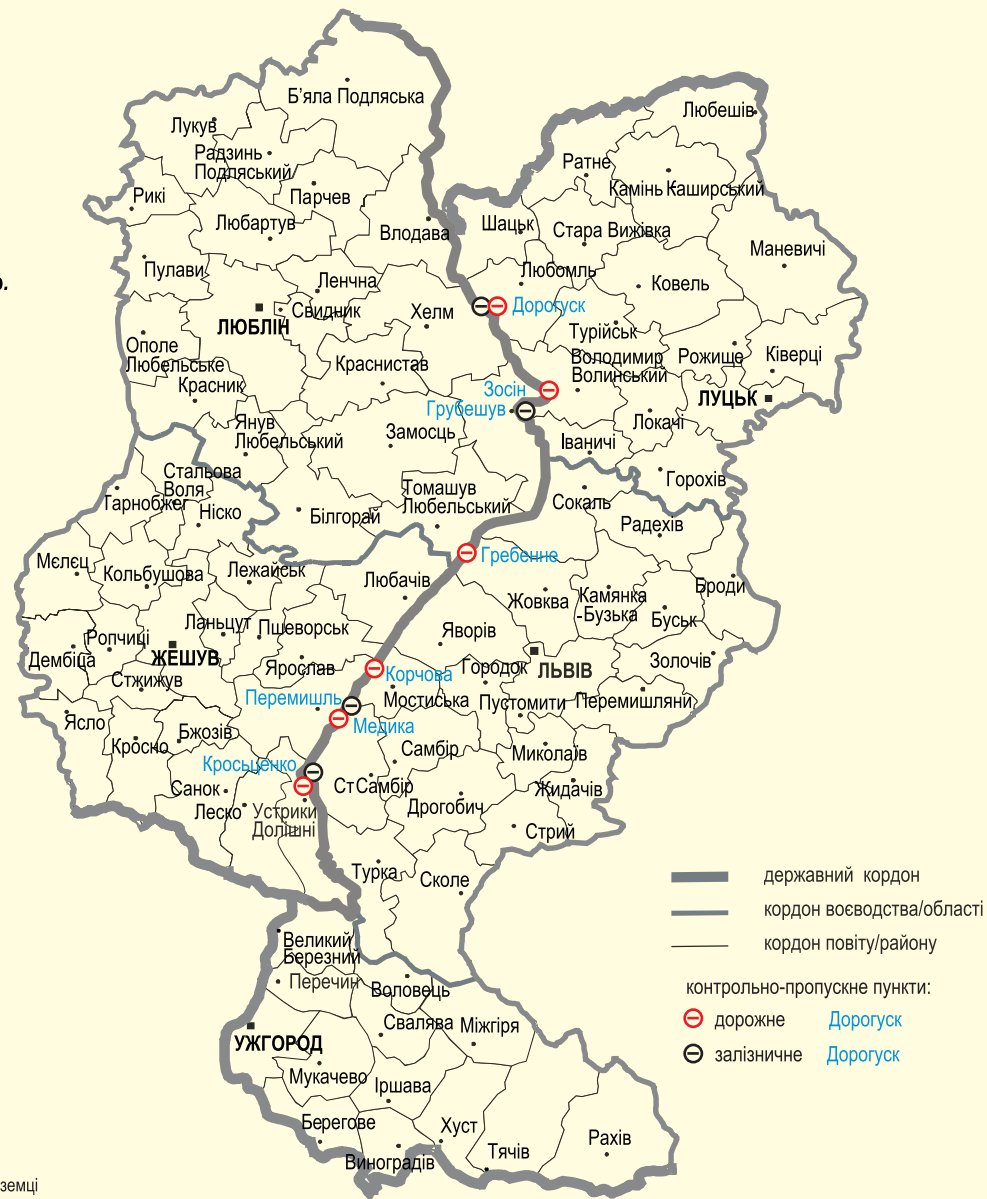 Б’яла Подляська
Любешів
Лукув
Радзинь
Подляський
Ратне
Камінь Каширський
Рикі
Парчев
Любартув
Влодава
Шацьк
Стара Вижівка
Маневичі
Пулави
Любомль
Ленчна
Ковель
р.
Свидник
Хелм
Дорогуск
ЛЮБЛІН
Турійськ
Ополе
Любельське
Краснистав
Володимир
Волинський
Рожище
Ківерці
Красник
Зосін
ЛУЦЬК
Грубешув
Янув
Любельський
Замосць
Локачі
Іваничі
Стальова
Воля
Горохів
Тарнобжег
Томашув
Любельський
Сокаль
Ніско
Білгорай
Радехів
Мєлєц
Гребенне
Кольбушова
Лежайськ
Любачів
Жовква
Камянка
-Бузька
Броди
Буськ
Ланьцут
Пшеворськ
Яворів
Ропчиці
Дембіца
ЖЕШУВ
Ярослав
Городок
ЛЬВІВ
Золочів
Стжижув
Корчова
Перемишль
Мостиська
Пустомити
Перемишляни
Ясло
Медика
Кросно
Бжозів
Самбір
Миколаїв
Кросьценко
Санок
СтСамбір
Жидачів
Леско
Устрики
Долішні
Дрогобич
Стрий
Турка
Сколе
державний кордон
кордон воєводства/області
кордон повіту/району
Великий
Березний
Перечин
Воловець
контрольно-пропускне пункти:
дорожне Дорогуск
залізничне Дорогуск
Свалява
Міжгіря
УЖГОРОД
Мукачево
Іршава
Берегове
Хуст
Виноградів
Тячів
Рахів
земці